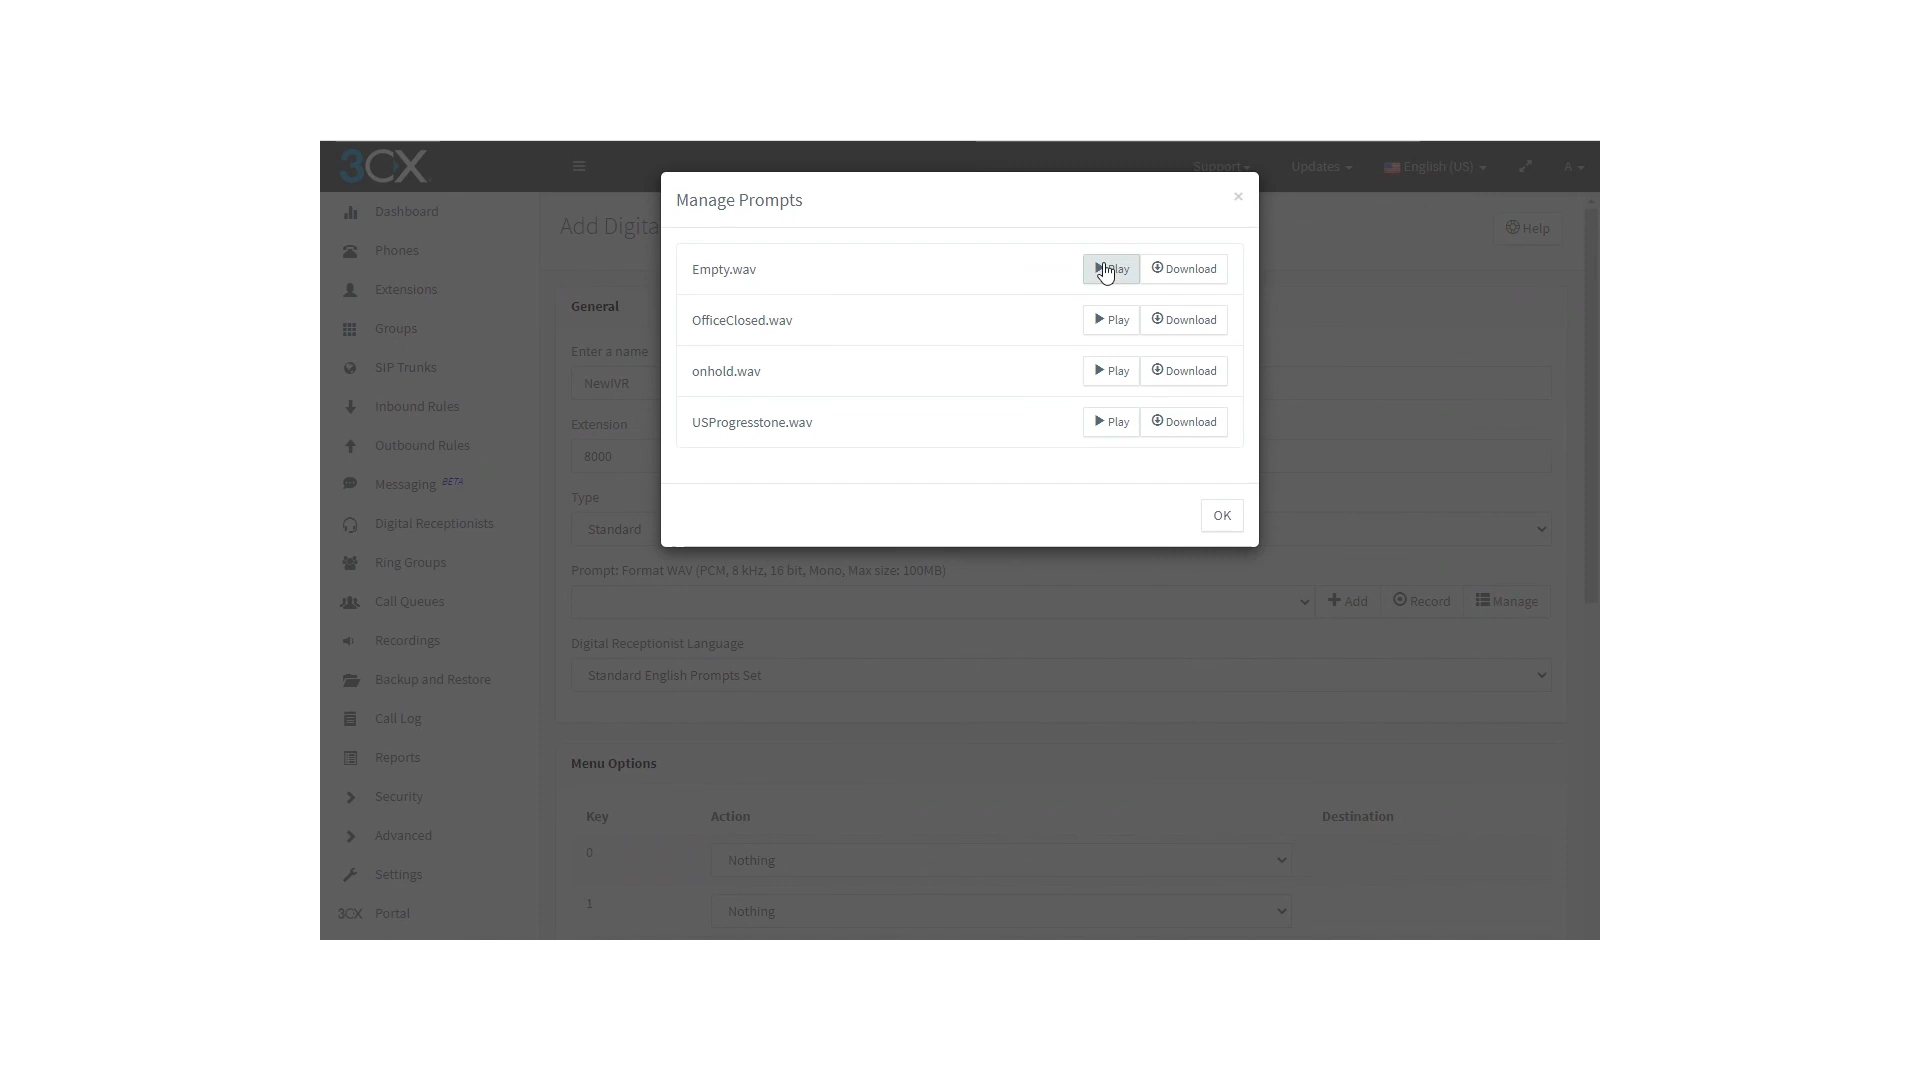 3CX
Support
Updates
English (US)
A
Dashboard
Phones
Extensions
Groups
SIP Trunks
Inbound Rules
Outbound Rules
Messaging BETA
Digital Receptionists
Ring Groups
Call Queues
Recordings
Backup and Restore
Call Log
Reports
Security
Advanced
Settings
3CX Portal
Add Digita
Help
Manage Prompts
×
Empty.wav Play Download
OfficeClosed.wav Play Download
onhold.wav Play Download
USProgresstone.wav Play Download
OK
General
Enter a name
NewIVR
Extension
8000
Type
Standard
Prompt: Format WAV (PCM, 8 kHz, 16 bit, Mono, Max size: 100MB)
Add Record Manage
Digital Receptionist Language
Standard English Prompts Set
Menu Options
Key Action Destination
0 Nothing
1 Nothing